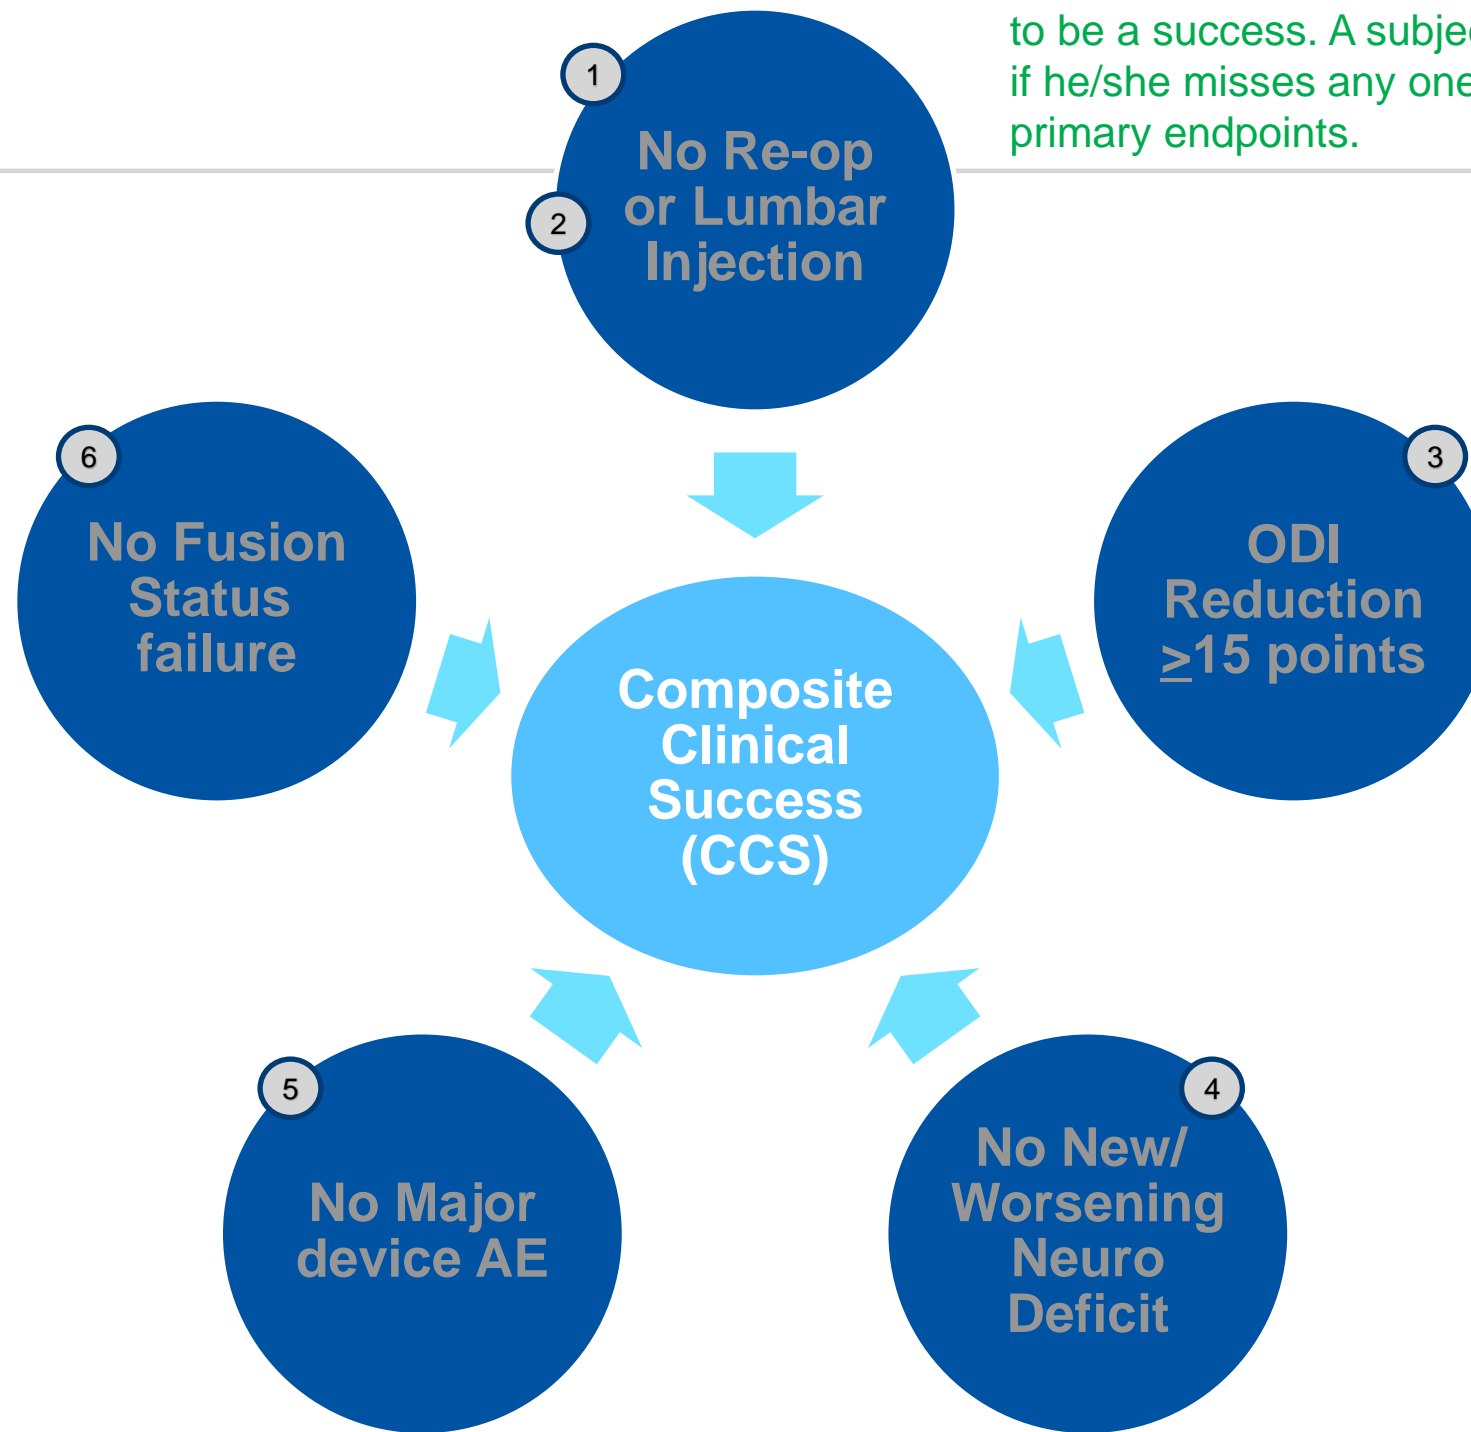 to be a success. A
if he/she misses any one
primary endpoints.
1
No Re-op
or Lumbar
Injection
2
6
No Fusion
Status
failure
3
ODI
Reduction
≥15 points
Composite
Clinical
Success
(CCS)
5
No Major
device AE
4
No New/
Worsening
Neuro
Deficit